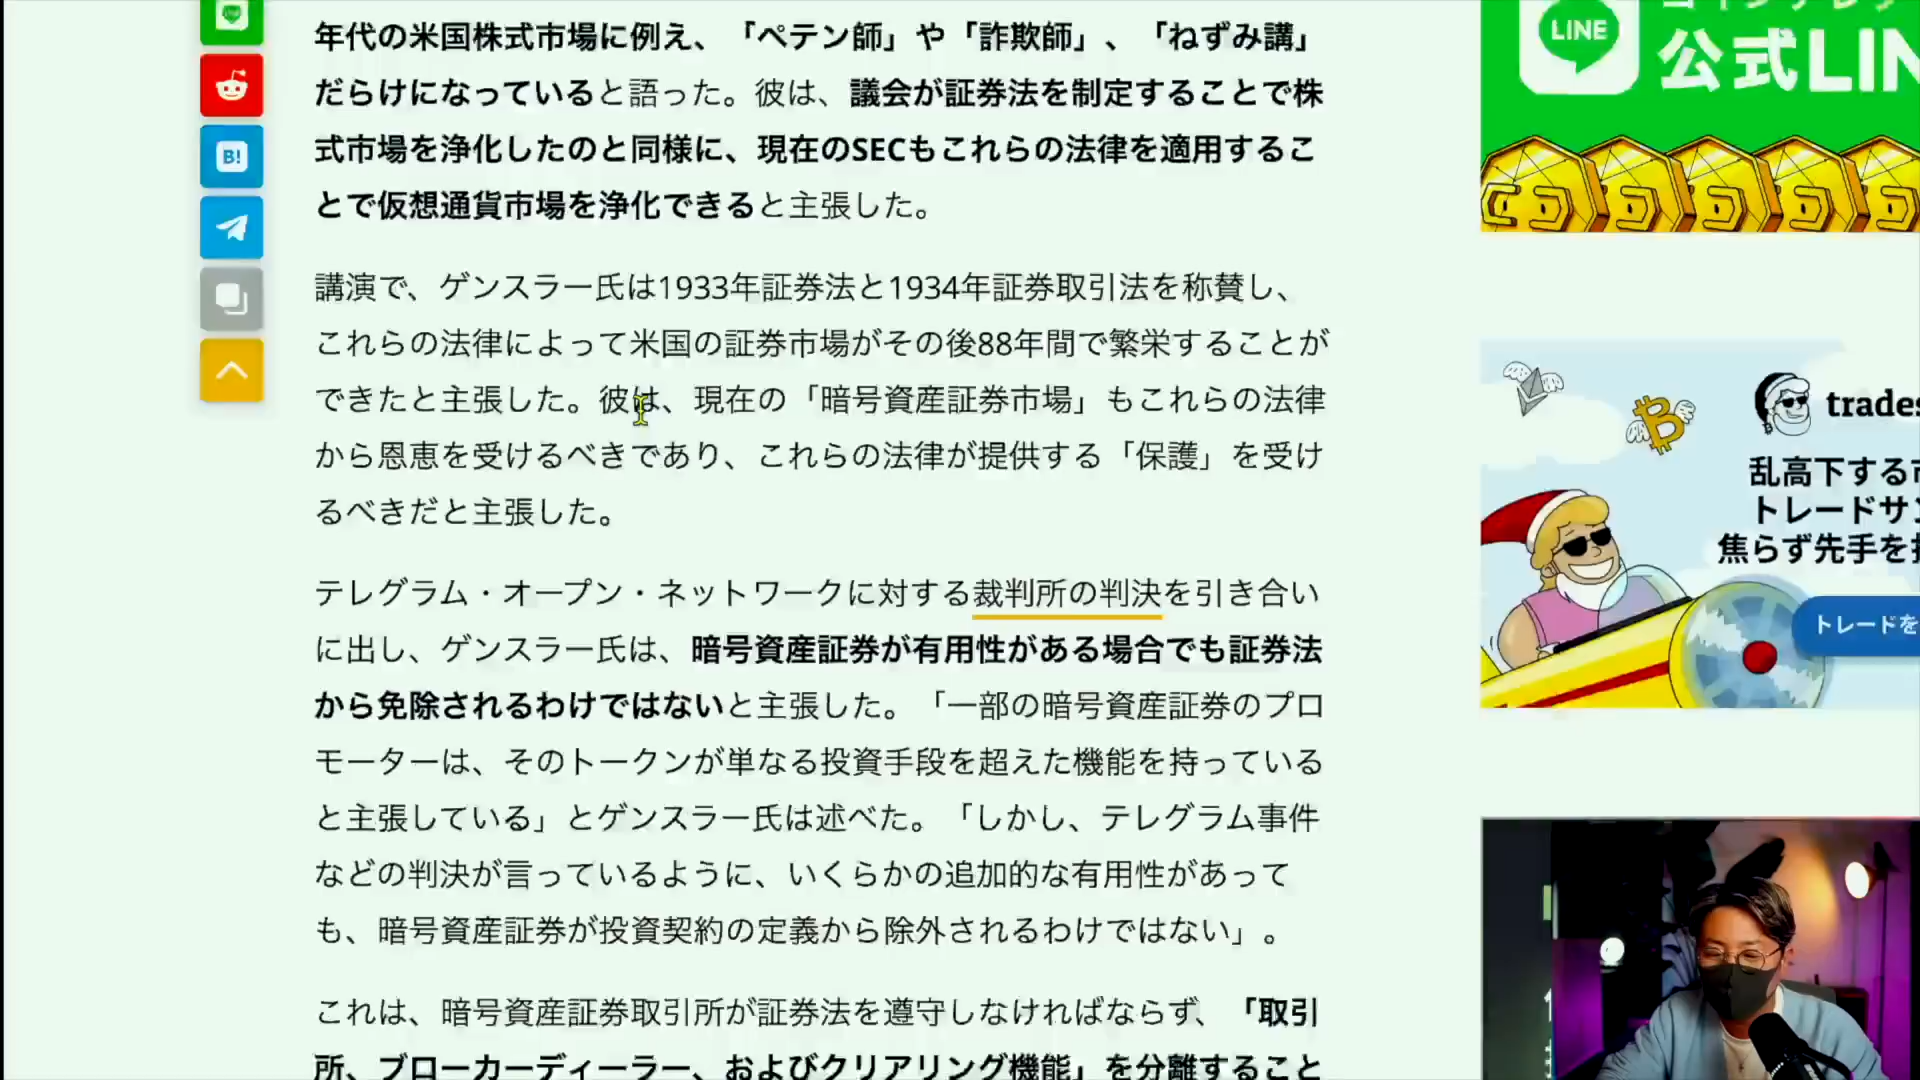 年代の米国株式市場に例え、「ペテン師」や「詐欺師」、「ねずみ講」
だらけになっていると語った。彼は、議会が証券法を制定することで株
式市場を浄化したのと同様に、現在のSECもこれらの法律を適用するこ
とで仮想通貨市場を浄化できると主張した。
講演で、ゲンスラー氏は1933年証券法と1934年証券取引法を称賛し、
これらの法律によって米国の証券市場がその後88年間で繁栄することが
できたと主張した。彼は、現在の「暗号資産証券市場」もこれらの法律
から恩恵を受けるべきであり、これらの法律が提供する「保護」を受け
るべきだと主張した。
テレグラム・オープン・ネットワークに対する裁判所の判決を引き合い
に出し、ゲンスラー氏は、暗号資産証券が有用性がある場合でも証券法
から免除されるわけではないと主張した。「一部の暗号資産証券のプロ
モーターは、そのトークンが単なる投資手段を超えた機能を持っている
と主張している」とゲンスラー氏は述べた。「しかし、テレグラム事件
などの判決が言っているように、いくらかの追加的な有用性があって
も、暗号資産証券が投資契約の定義から除外されるわけではない」。
これは、暗号資産証券取引所が証券法を遵守しなければならず、「取引
所、ブローカーディーラー、およびクリアリング機能」を分離すること
B!
LINE
公式LIN
trades
乱高下する市
トレードサン
焦らず先手を打
トレードを